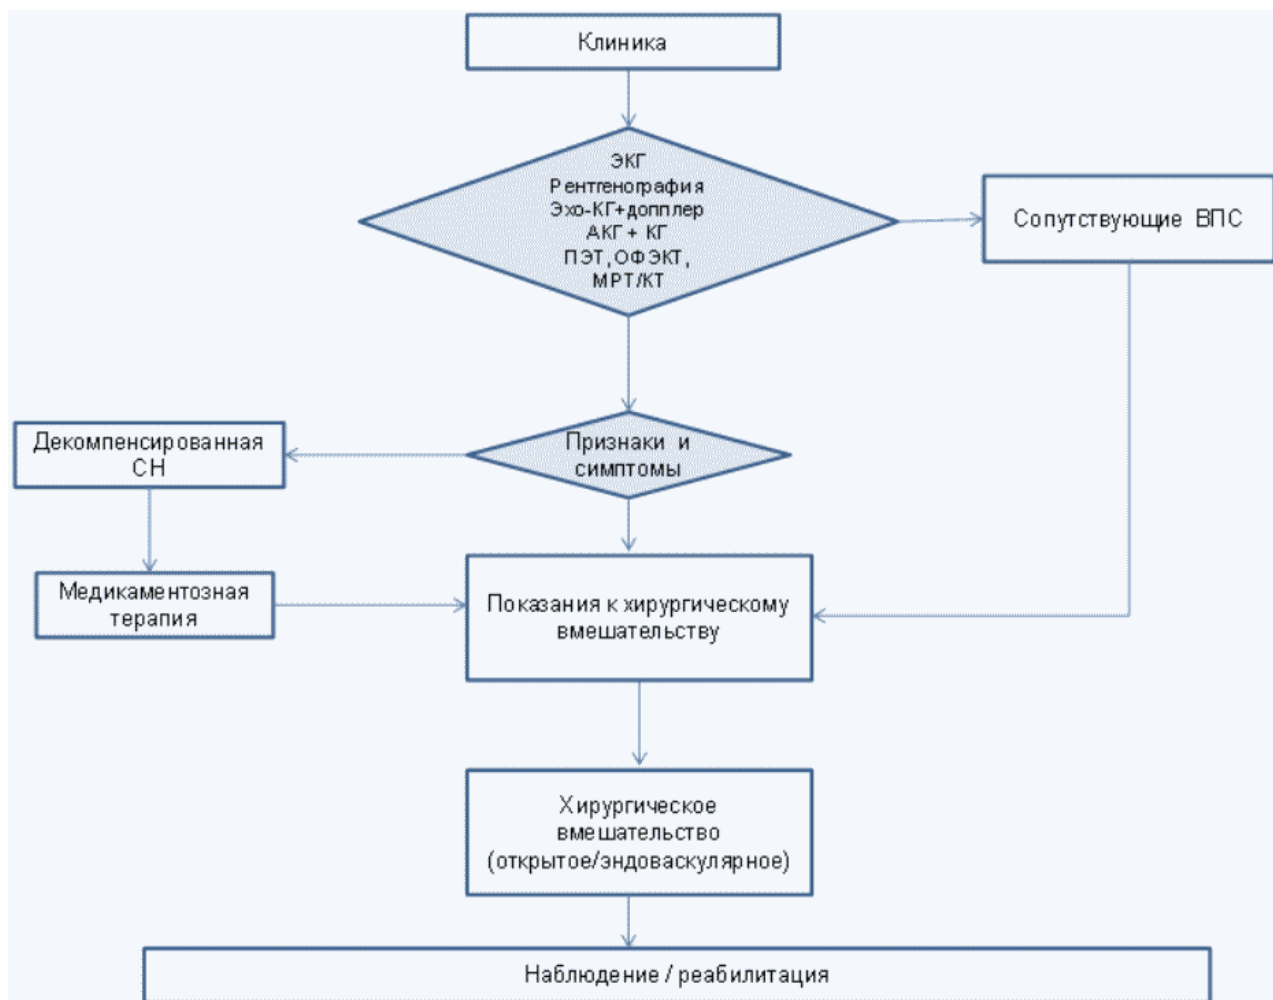 Клиника
ЭКГ
Рентгенография
Эхо-КГ+допплер
АКГ + КГ
ПЭТ, ОФЭКТ,
МРТ/КТ
Сопутствующие ВПС
Декомпенсированная
СН
Признаки и
симптомы
Медикаментозная
терапия
Показания к хирургическому
вмешательству
Хирургическое
вмешательство
(открытое/эндоваскулярное)
Наблюдение / реабилитация